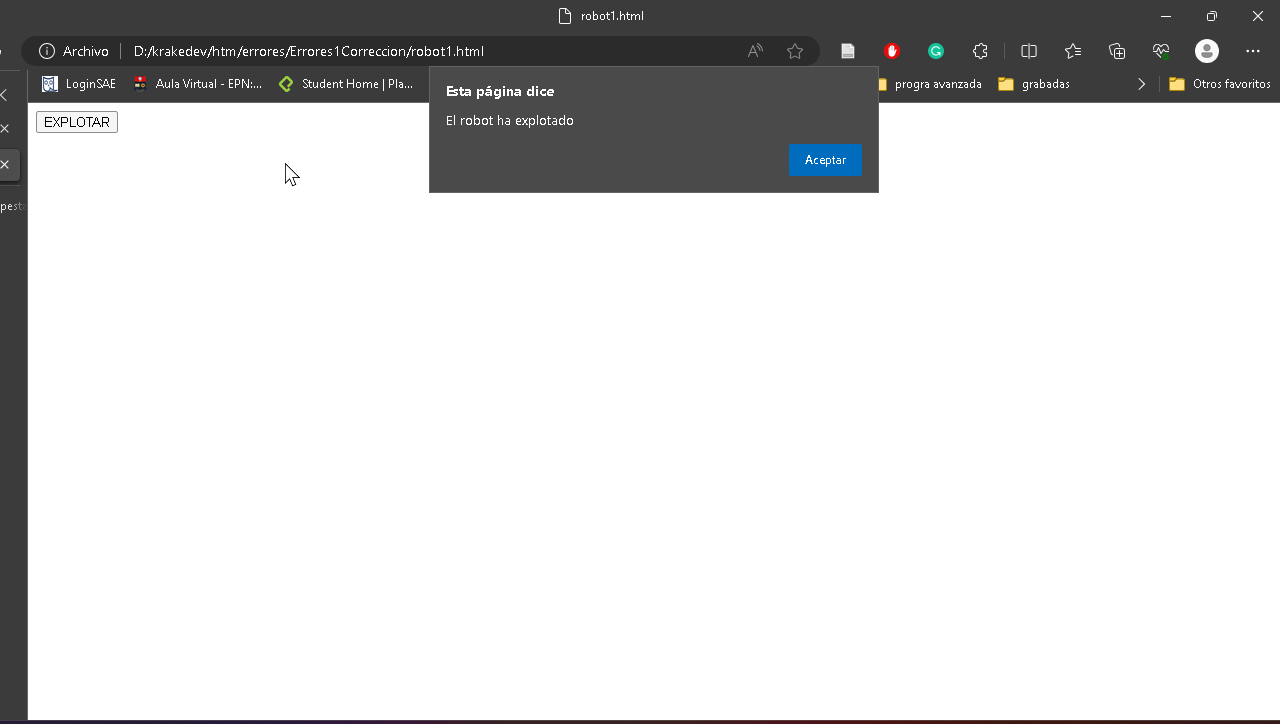 robot1.html
Archivo D:/krakedev/htm/errores/Errores1Correccion/robot1.html
LoginSAE Aula Virtual - EPN:... Student Home | Pla... progra avanzada grabadas Otros favoritos
Esta página dice
El robot ha explotado
Aceptar
EXPLOTAR
pest